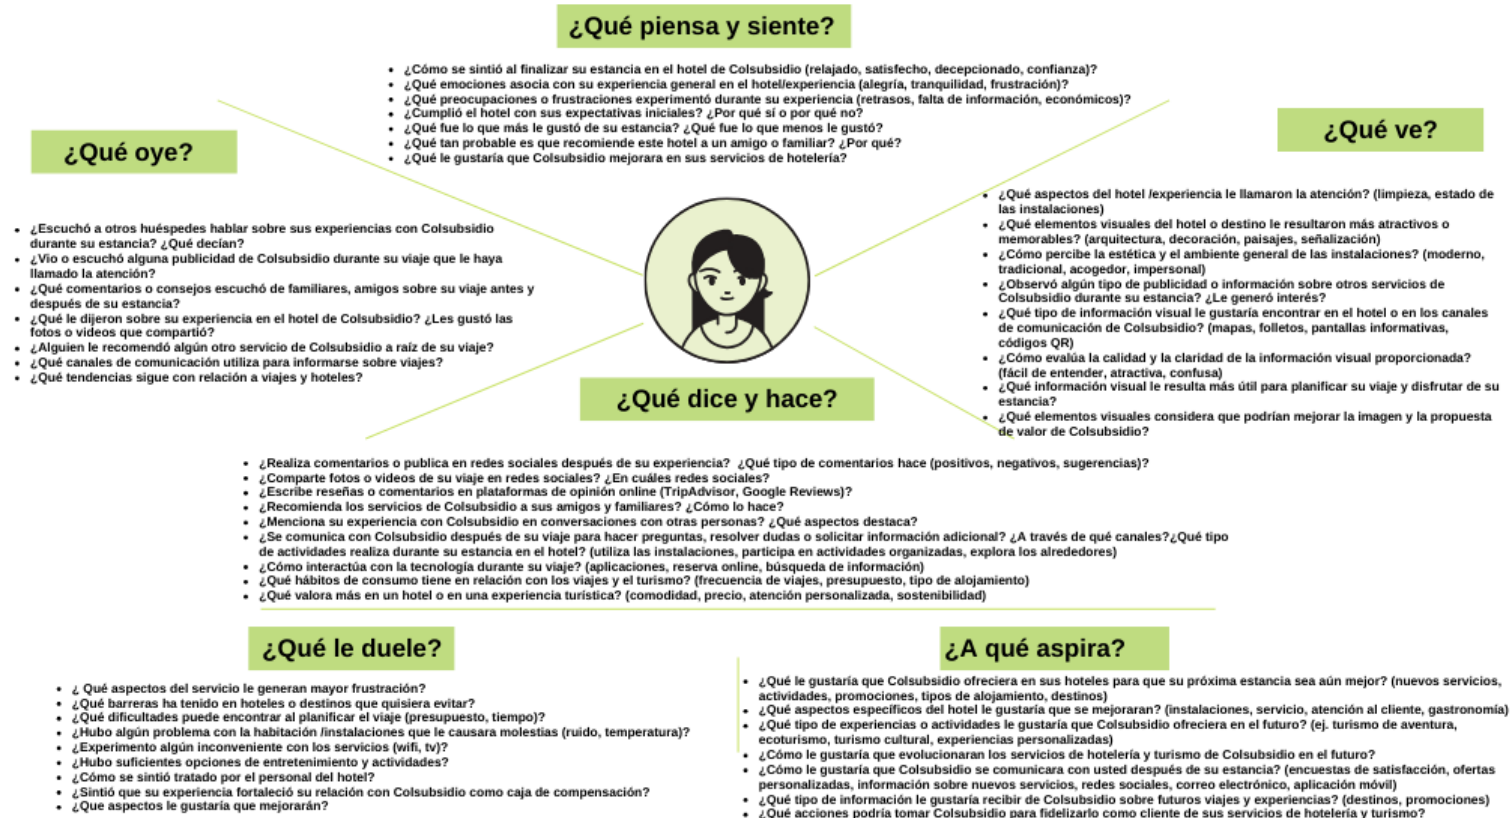 ¿Qué piensa y siente?
• ¿Cómo se sintió al finalizar su estancia en el hotel de Colsubsidio (relajado, satisfecho, decepcionado, confianza)?
• ¿Qué emociones asocia con su experiencia general en el hotel/experiencia (alegría, tranquilidad, frustración)?
• ¿Qué preocupaciones o frustraciones experimentó durante su experiencia (retrasos, falta de información, económicos)?
• ¿Cumplió el hotel con sus expectativas iniciales? ¿Por qué sí o por qué no?
• ¿Qué fue lo que más le gustó de su estancia? ¿Qué fue lo que menos le gustó?
• ¿Qué tan probable es que recomiende este hotel a un amigo o familiar? ¿Por qué?
• ¿Qué le gustaría que Colsubsidio mejorara en sus servicios de hotelería?
¿Qué oye?
• ¿Escuchó a otros huéspedes hablar sobre sus experiencias con Colsubsidio
durante su estancia? ¿Qué decían?
• ¿Vio o escuchó alguna publicidad de Colsubsidio durante su viaje que le haya
llamado la atención?
• ¿Qué comentarios o consejos escuchó de familiares, amigos sobre su viaje antes y
después de su estancia?
• ¿Qué le dijeron sobre su experiencia en el hotel de Colsubsidio? ¿Les gustó las
fotos o videos que compartió?
• ¿Alguien le recomendó algún otro servicio de Colsubsidio a raíz de su viaje?
• ¿Qué canales de comunicación utiliza para informarse sobre viajes?
• ¿Qué tendencias sigue con relación a viajes y hoteles?
¿Qué ve?
• ¿Qué aspectos del hotel /experiencia le llamaron la atención? (limpieza, estado de
las instalaciones)
• ¿Qué elementos visuales del hotel o destino le resultaron más atractivos o
memorables? (arquitectura, decoración, paisajes, señalización)
• ¿Cómo percibe la estética y el ambiente general de las instalaciones? (moderno,
tradicional, acogedor, impersonal)
• ¿Observó algún tipo de publicidad o información sobre otros servicios de
Colsubsidio durante su estancia? ¿Le generó interés?
• ¿Qué tipo de información visual le gustaría encontrar en el hotel o en los canales
de comunicación de Colsubsidio? (mapas, folletos, pantallas informativas,
códigos QR)
• ¿Cómo evalúa la calidad y la claridad de la información visual proporcionada?
(fácil de entender, atractiva, confusa)
• ¿Qué información visual le resulta más útil para planificar su viaje y disfrutar de su
estancia?
• ¿Qué elementos visuales considera que podrían mejorar la imagen y la propuesta
de valor de Colsubsidio?
¿Qué dice y hace?
• ¿Realiza comentarios o publica en redes sociales después de su experiencia? ¿Qué tipo de comentarios hace (positivos, negativos, sugerencias)?
• ¿Comparte fotos o videos de su viaje en redes sociales? ¿En cuáles redes sociales?
• ¿Escribe reseñas o comentarios en plataformas de opinión online (TripAdvisor, Google Reviews)?
• ¿Recomienda los servicios de Colsubsidio a sus amigos y familiares? ¿Cómo lo hace?
• ¿Menciona su experiencia con Colsubsidio en conversaciones con otras personas? ¿Qué aspectos destaca?
• ¿Se comunica con Colsubsidio después de su viaje para hacer preguntas, resolver dudas o solicitar información adicional? ¿A través de qué canales?¿Qué tipo
de actividades realiza durante su estancia en el hotel? (utiliza las instalaciones, participa en actividades organizadas, explora los alrededores)
• ¿Cómo interactúa con la tecnología durante su viaje? (aplicaciones, reserva online, búsqueda de información)
• ¿Qué hábitos de consumo tiene en relación con los viajes y el turismo? (frecuencia de viajes, presupuesto, tipo de alojamiento)
• ¿Qué valora más en un hotel o en una experiencia turística? (comodidad, precio, atención personalizada, sostenibilidad)
¿Qué le duele?
• ¿ Qué aspectos del servicio le generan mayor frustración?
• ¿Qué barreras ha tenido en hoteles o destinos que quisiera evitar?
• ¿Qué dificultades puede encontrar al planificar el viaje (presupuesto, tiempo)?
• ¿Hubo algún problema con la habitación /instalaciones que le causara molestias (ruido, temperatura)?
• ¿Experimento algún inconveniente con los servicios (wifi, tv)?
• ¿Hubo suficientes opciones de entretenimiento y actividades?
• ¿Cómo se sintió tratado por el personal del hotel?
• ¿Sintió que su experiencia fortaleció su relación con Colsubsidio como caja de compensación?
• ¿Que aspectos le gustaría que mejorarán?
¿A qué aspira?
• ¿Qué le gustaría que Colsubsidio ofreciera en sus hoteles para que su próxima estancia sea aún mejor? (nuevos servicios,
actividades, promociones, tipos de alojamiento, destinos)
• ¿Qué aspectos específicos del hotel le gustaría que se mejoraran? (instalaciones, servicio, atención al cliente, gastronomía)
• ¿Qué tipo de experiencias o actividades le gustaría que Colsubsidio ofreciera en el futuro? (ej. turismo de aventura,
ecoturismo, turismo cultural, experiencias personalizadas)
• ¿Cómo le gustaría que evolucionaran los servicios de hotelería y turismo de Colsubsidio en el futuro?
• ¿Cómo le gustaría que Colsubsidio se comunicara con usted después de su estancia? (encuestas de satisfacción, ofertas
personalizadas, información sobre nuevos servicios, redes sociales, correo electrónico, aplicación móvil)
• ¿Qué tipo de información le gustaría recibir de Colsubsidio sobre futuros viajes y experiencias? (destinos, promociones)
• ¿Qué acciones podría tomar Colsubsidio para fidelizarlo como cliente de sus servicios de hotelería y turismo?